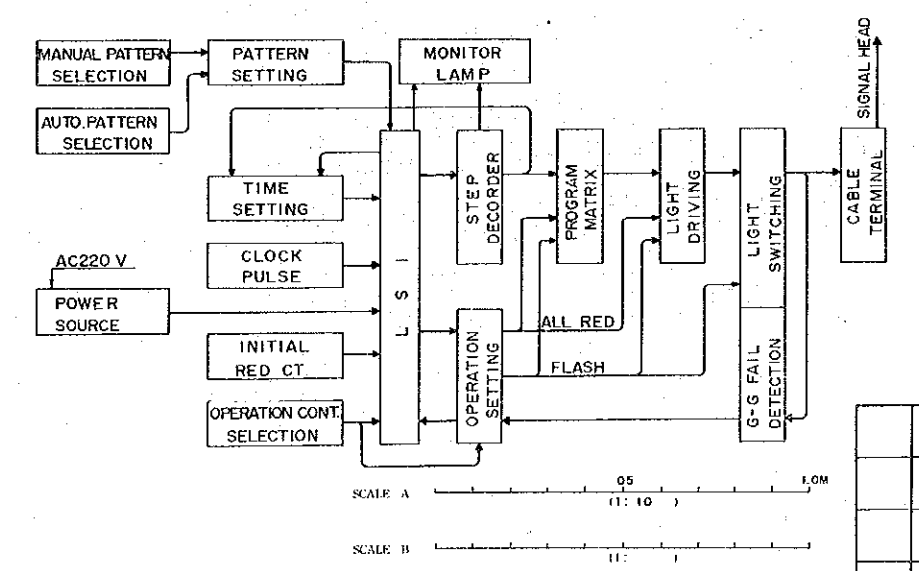 MANUAL PATTERN
SELECTION
PATTERN
SETTING
MONITOR
LAMP
SIGNAL HEAD
AUTO. PATTERN
SELECTION
TIME
SETTING
CLOCK
PULSE
AC220 V
POWER
SOURCE
INITIAL
RED CT.
OPERATION CONT.
SELECTION
L S I
STEP
DECORDER
PROGRAM
MATRIX
LIGHT
DRIVING
LIGHT
SWITCHING
CABLE
TERMINAL
OPERATION
SETTING
ALL RED
FLASH
G-G FAIL
DETECTION
SCALE A
05
1.0M
(1:10 )
SCALE B
(1: )